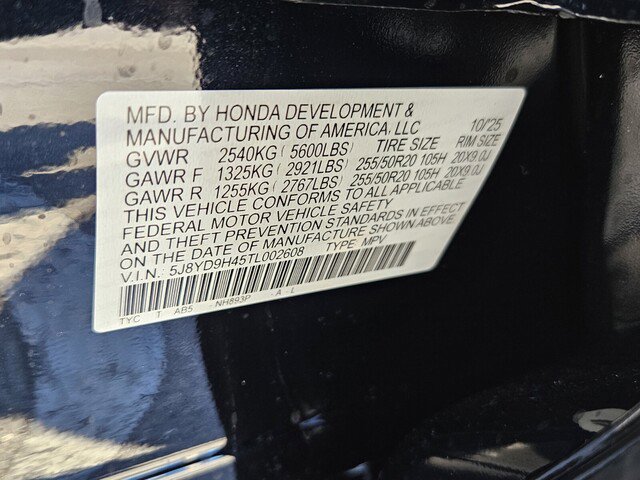 MFD. BY HONDA DEVELOPMENT &
MANUFACTURING OF AMERICA, LLC 10/25
GVWR 2540KG ( 5600LBS) TIRE SIZE RIM SIZE
GAWR F 1325KG ( 2921LBS) 255/50R20 105H 20X9.0J
GAWR R 1255KG ( 2767LBS) 255/50R20 105H 20X9.0J
THIS VEHICLE CONFORMS TO ALL APPLICABLE
FEDERAL MOTOR VEHICLE SAFETY
AND THEFT PREVENTION STANDARDS IN EFFECT
ON THE DATE OF MANUFACTURE SHOWN ABOVE
V.I.N.: 5J8YD9H45TL002608 TYPE: MPV
TYC T AB5 NH893P A - L